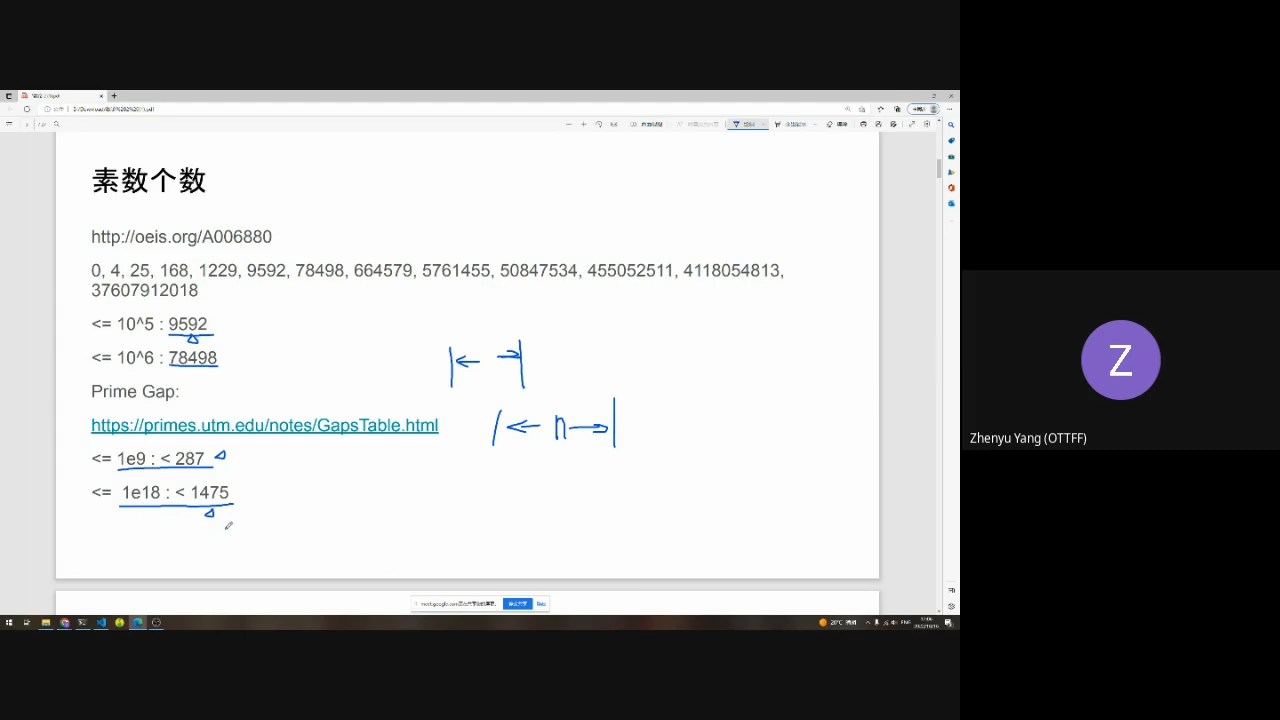 素数个数
http://oeis.org/A006880
0, 4, 25, 168, 1229, 9592, 78498, 664579, 5761455, 50847534, 455052511, 4118054813,
37607912018
<= 10^5 : 9592
<= 10^6 : 78498
Prime Gap:
https://primes.utm.edu/notes/GapsTable.html
n
<= 1e9 : < 287
<= 1e18 : < 1475
Z
Zhenyu Yang (OTTFF)
ENG